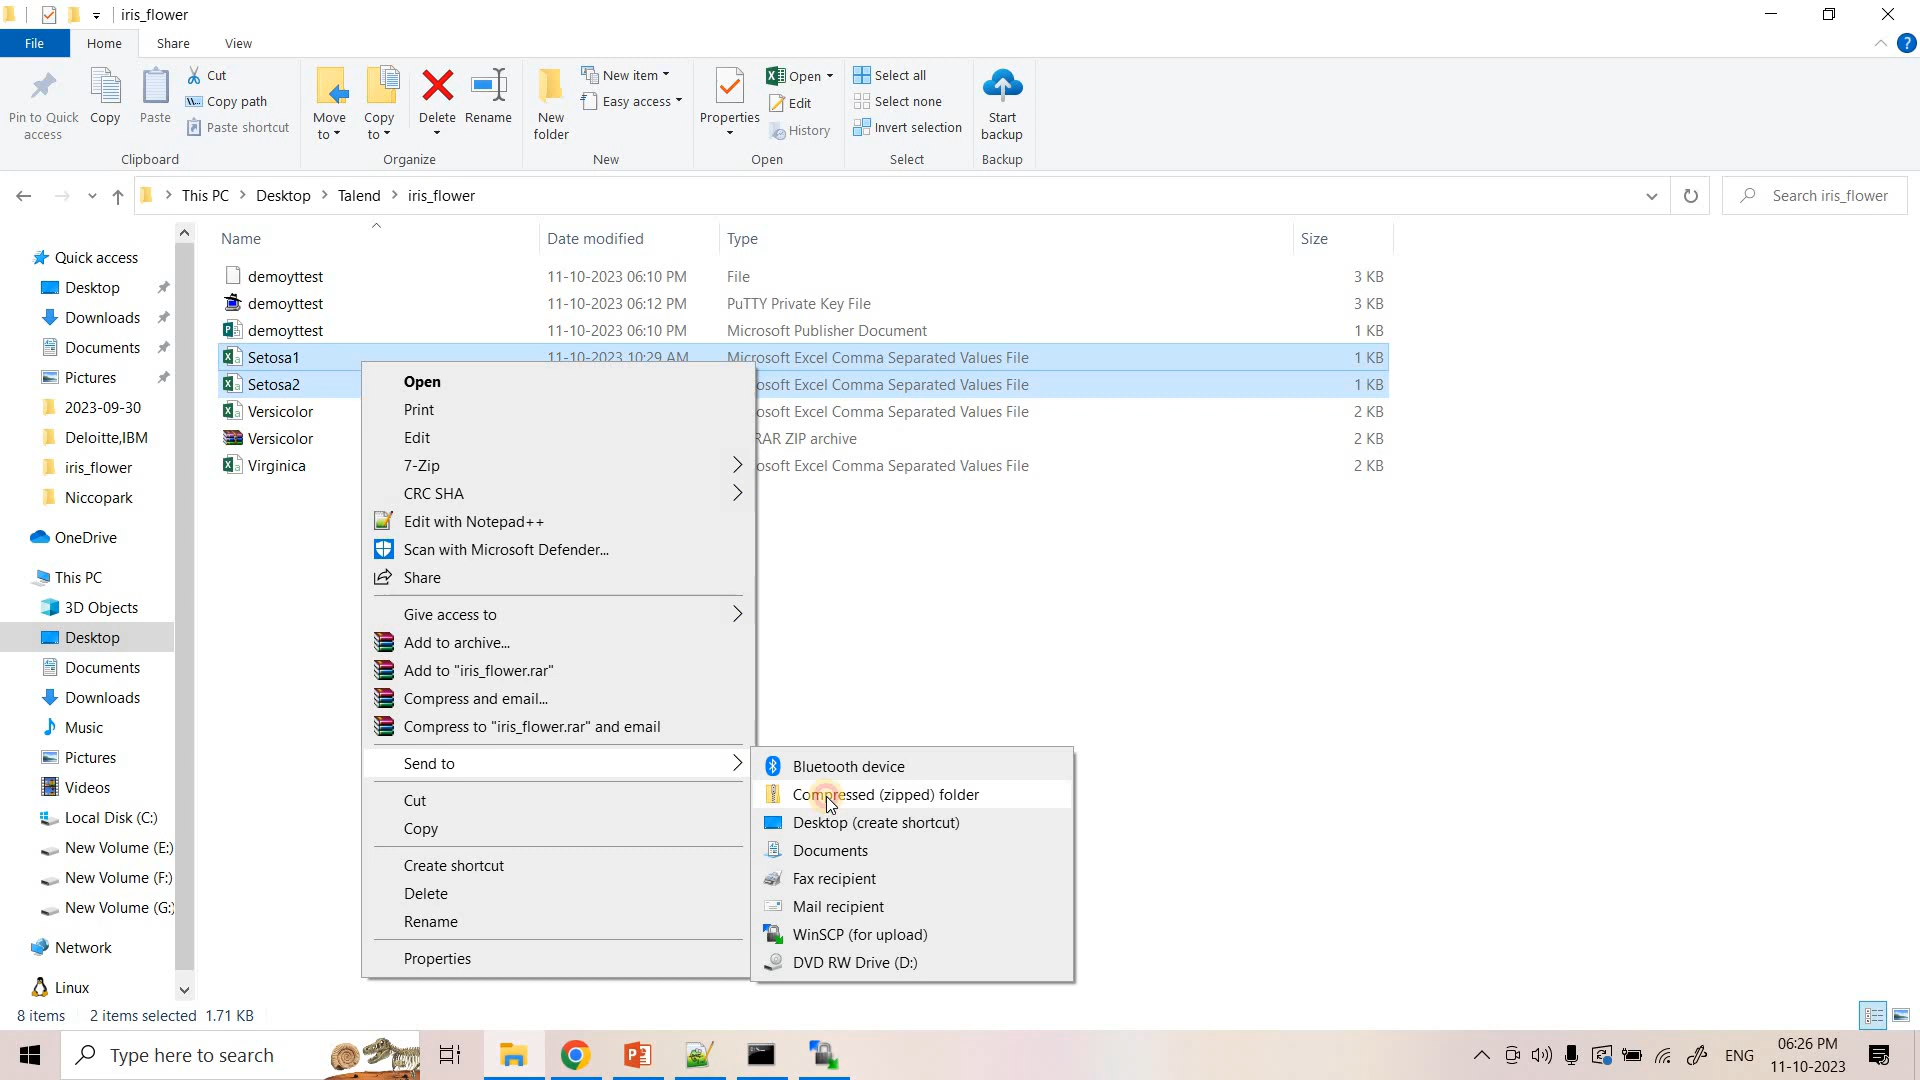 iris_flower
File
Home
Share
View
Pin to Quick access
Copy
Paste
Cut
Copy path
Paste shortcut
Clipboard
Move to
Copy to
Delete
Rename
Organize
New folder
New item
Easy access
New
Properties
Open
Edit
History
Open
Select all
Select none
Invert selection
Select
Start backup
Backup
This PC > Desktop > Talend > iris_flower
Search iris_flower
Name Date modified Type Size
demoyttest 11-10-2023 06:10 PM File 3 KB
demoyttest 11-10-2023 06:12 PM PuTTY Private Key File 3 KB
demoyttest 11-10-2023 06:10 PM Microsoft Publisher Document 1 KB
Setosa1 11-10-2023 10:29 AM Microsoft Excel Comma Separated Values File 1 KB
Setosa2 osoft Excel Comma Separated Values File 1 KB
Versicolor osoft Excel Comma Separated Values File 2 KB
Versicolor RAR ZIP archive 2 KB
Virginica osoft Excel Comma Separated Values File 2 KB
Quick access
Desktop
Downloads
Documents
Pictures
2023-09-30
Deloitte,IBM
iris_flower
Niccopark
OneDrive
This PC
3D Objects
Desktop
Documents
Downloads
Music
Pictures
Videos
Local Disk (C:)
New Volume (E:)
New Volume (F:)
New Volume (G:)
Network
Linux
Open
Print
Edit
7-Zip
CRC SHA
Edit with Notepad++
Scan with Microsoft Defender...
Share
Give access to
Add to archive...
Add to "iris_flower.rar"
Compress and email...
Compress to "iris_flower.rar" and email
Send to
Cut
Copy
Create shortcut
Delete
Rename
Properties
Bluetooth device
Compressed (zipped) folder
Desktop (create shortcut)
Documents
Fax recipient
Mail recipient
WinSCP (for upload)
DVD RW Drive (D:)
8 items 2 items selected 1.71 KB
Type here to search
ENG
06:26 PM
11-10-2023